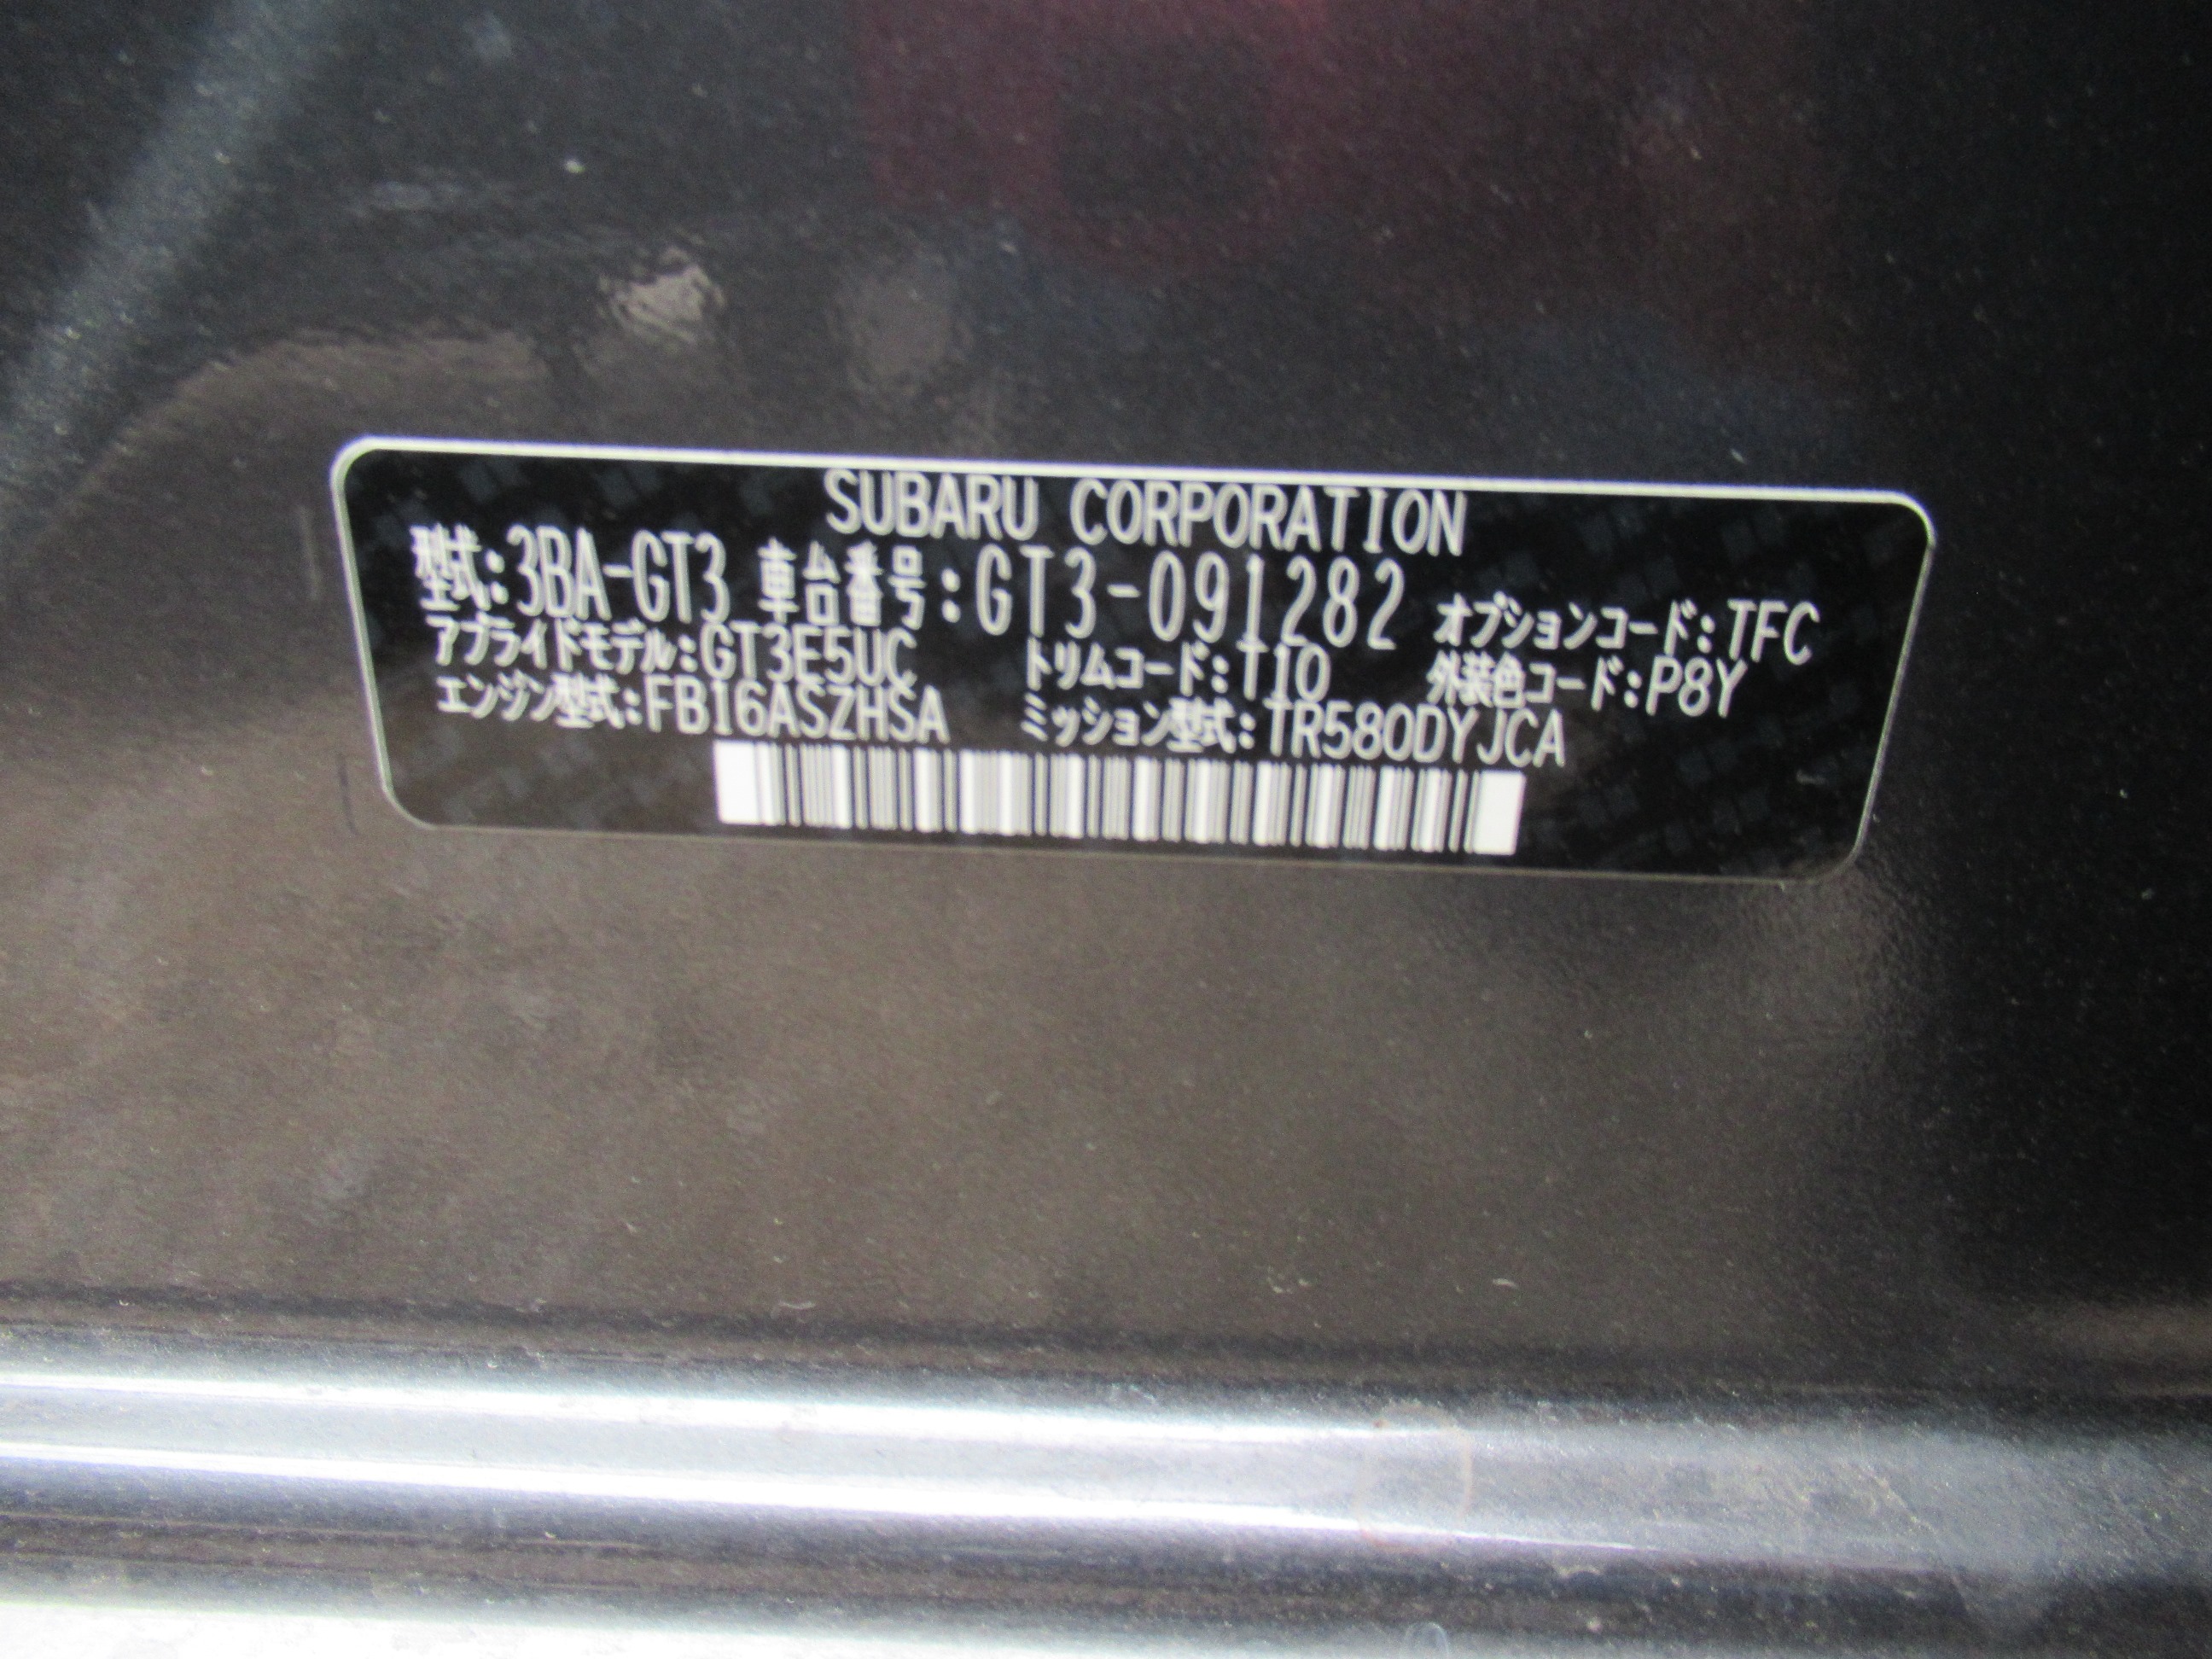 SUBARU CORPORATION
型式:3BA-GT3 車台番号:GT3-091282 オプションコード:TFC
アプライドモデル:GT3E5UC トリムコード:T10 外装色コード:P8Y
エンジン型式:FB16ASZHSA ミッション型式:TR580DYJCA